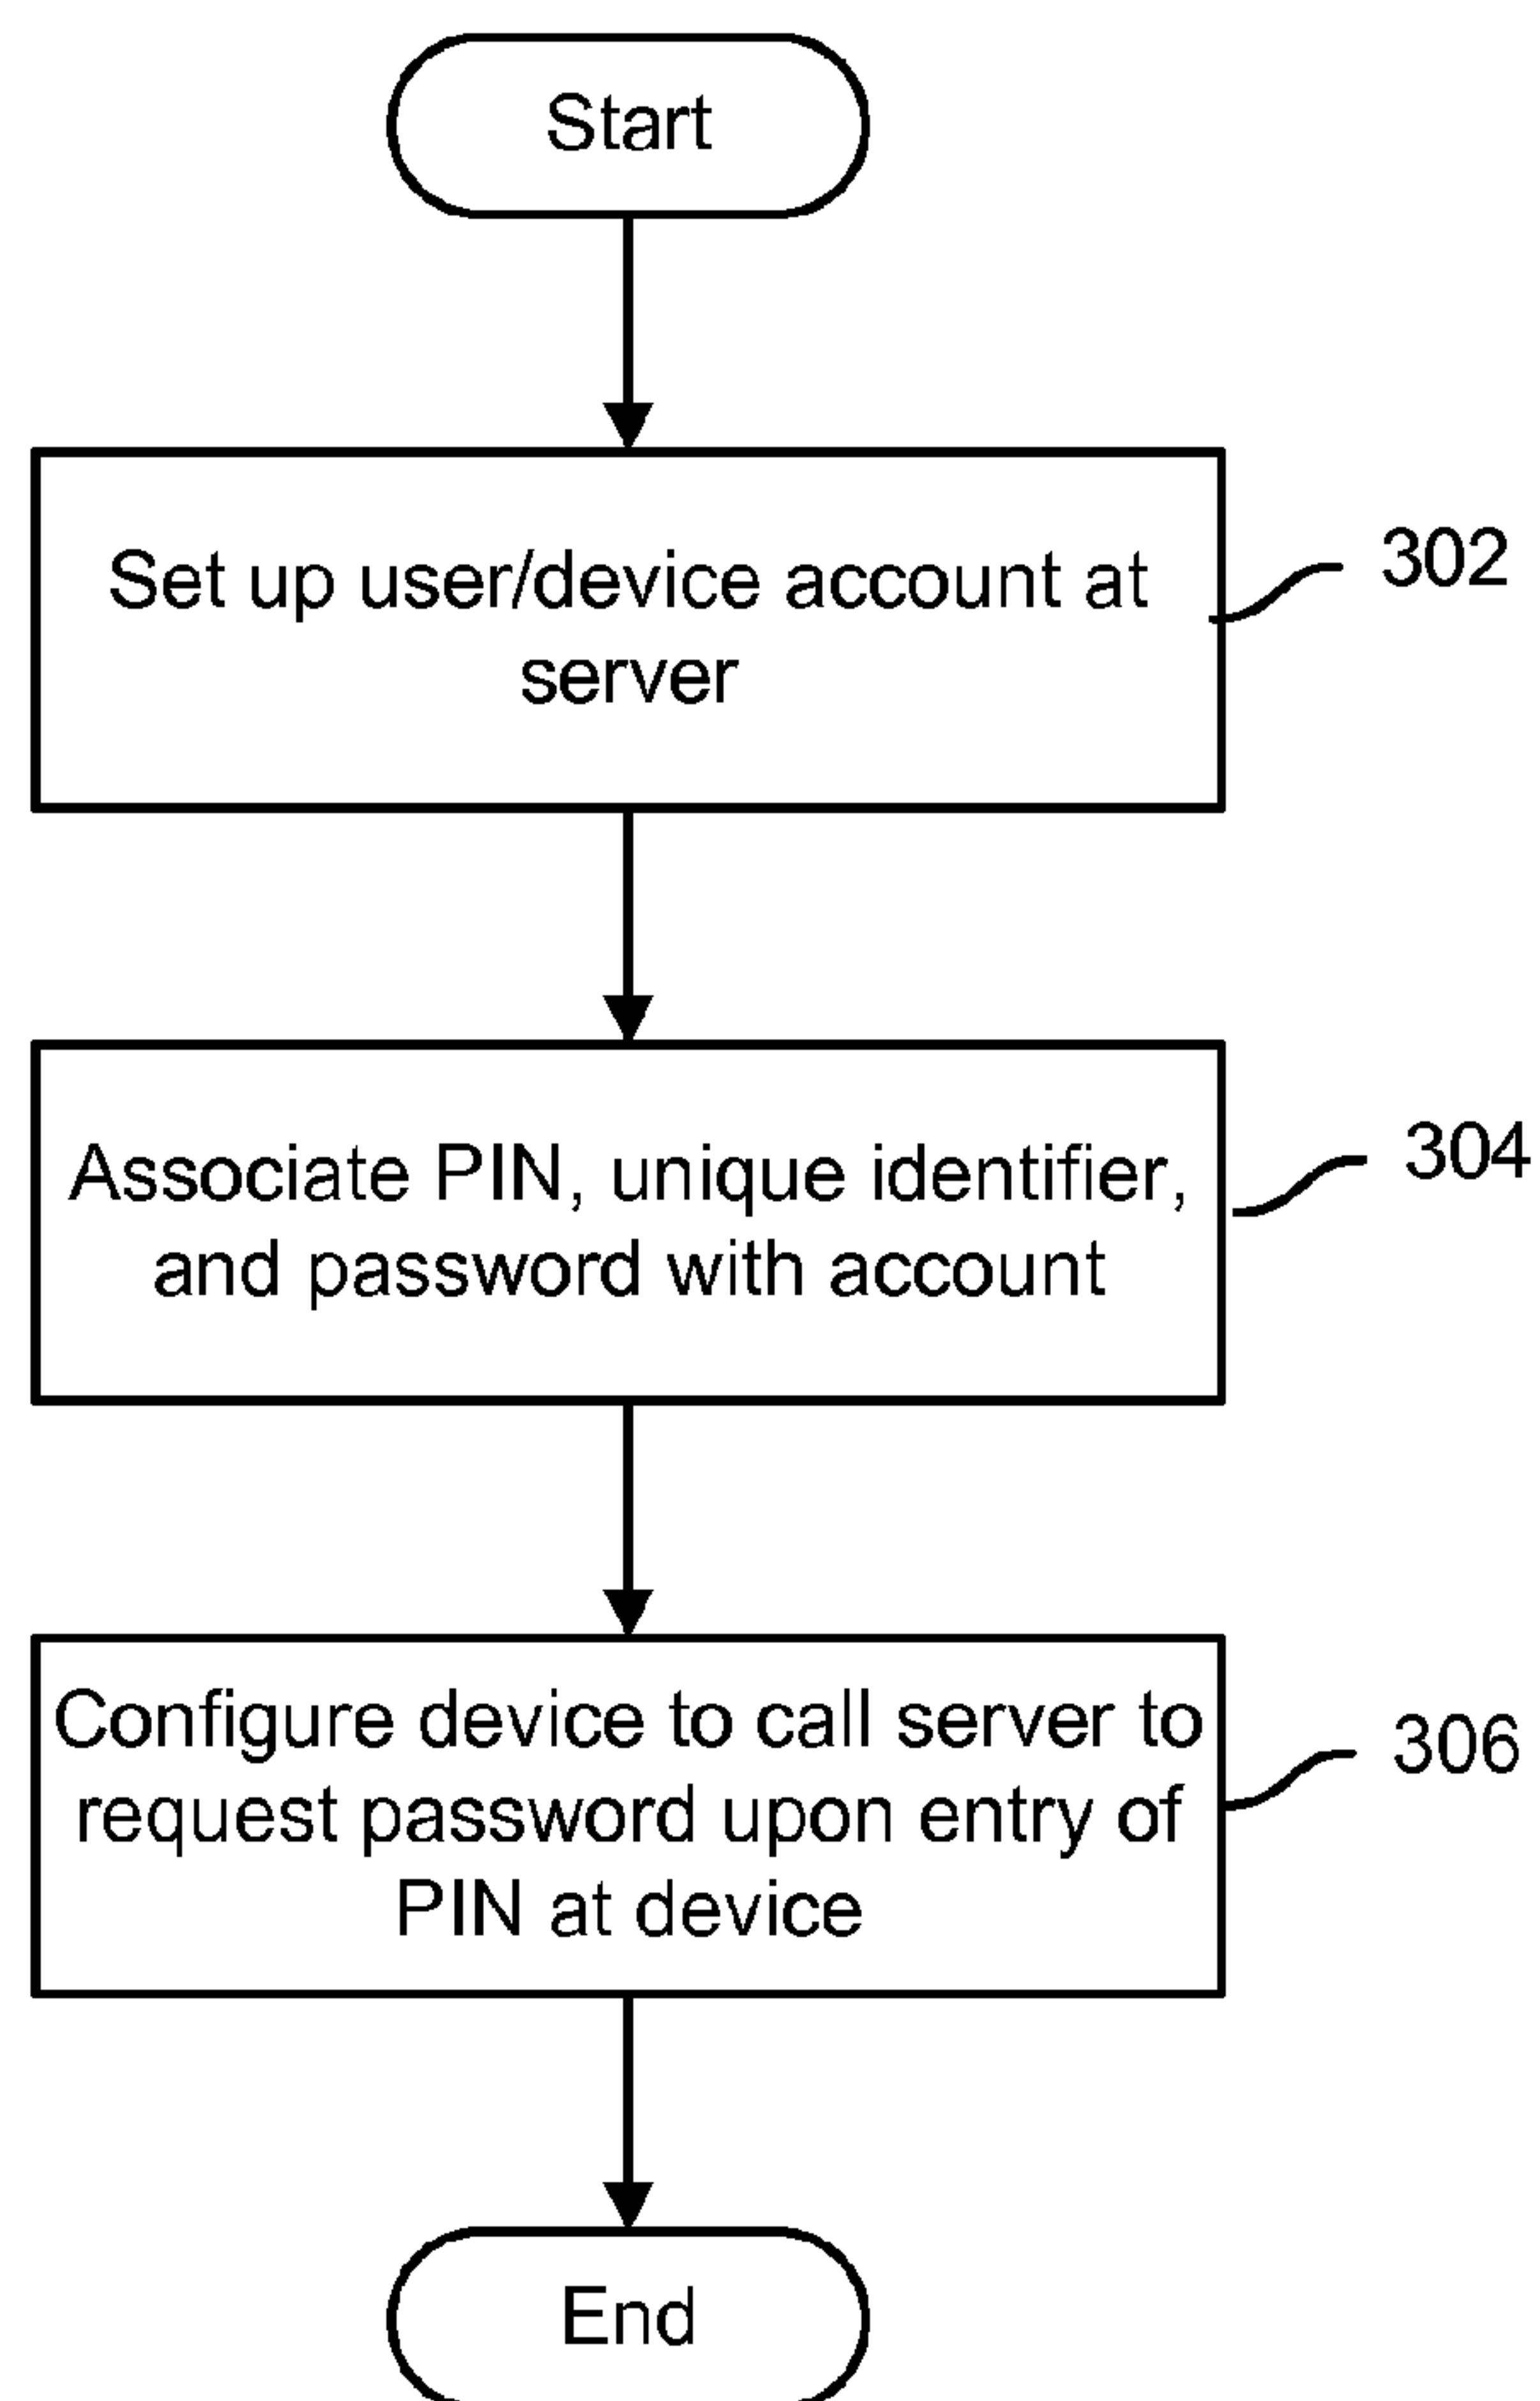 Start
Set up user/device account at
server
302
Associate PIN, unique identifier,
and password with account
304
Configure device to call server to
request password upon entry of
PIN at device
306
End